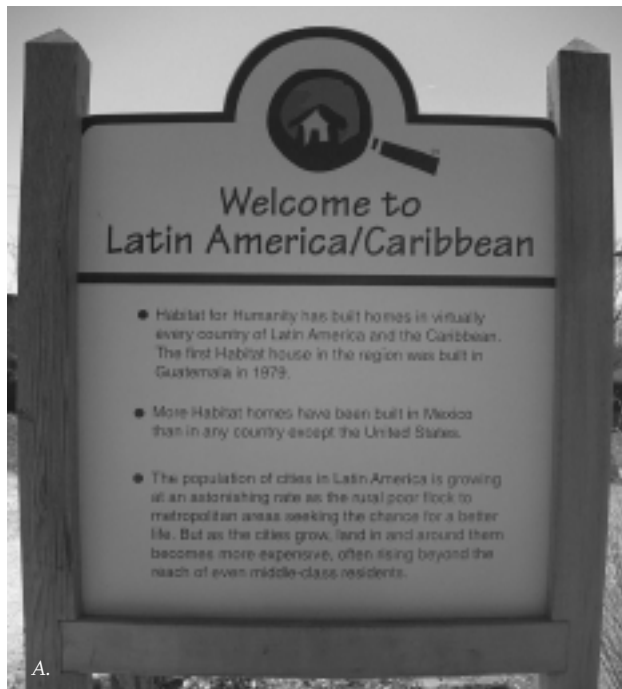 Welcome to
Latin America/Caribbean
● Habitat for Humanity has built homes in virtually
every country of Latin America and the Caribbean.
The first Habitat house in the region was built in
Guatemala in 1979.
● More Habitat homes have been built in Mexico
than in any country except the United States.
● The population of cities in Latin America is growing
at an astonishing rate as the rural poor flock to
metropolitan areas seeking the chance for a better
life. But as the cities grow, land in and around them
becomes more expensive, often rising beyond the
reach of even middle-class residents.
A.